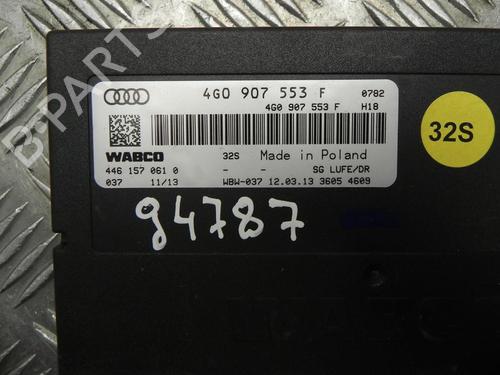 4G0 907 553 F 0782
4G0 907 553 F H18
WABCO 32S Made in Poland
446 157 061 0 - - SG LUFE/DR
037 11/13 WBW-037 12.03.13 3605 4609
94787
32S
B-PARTS